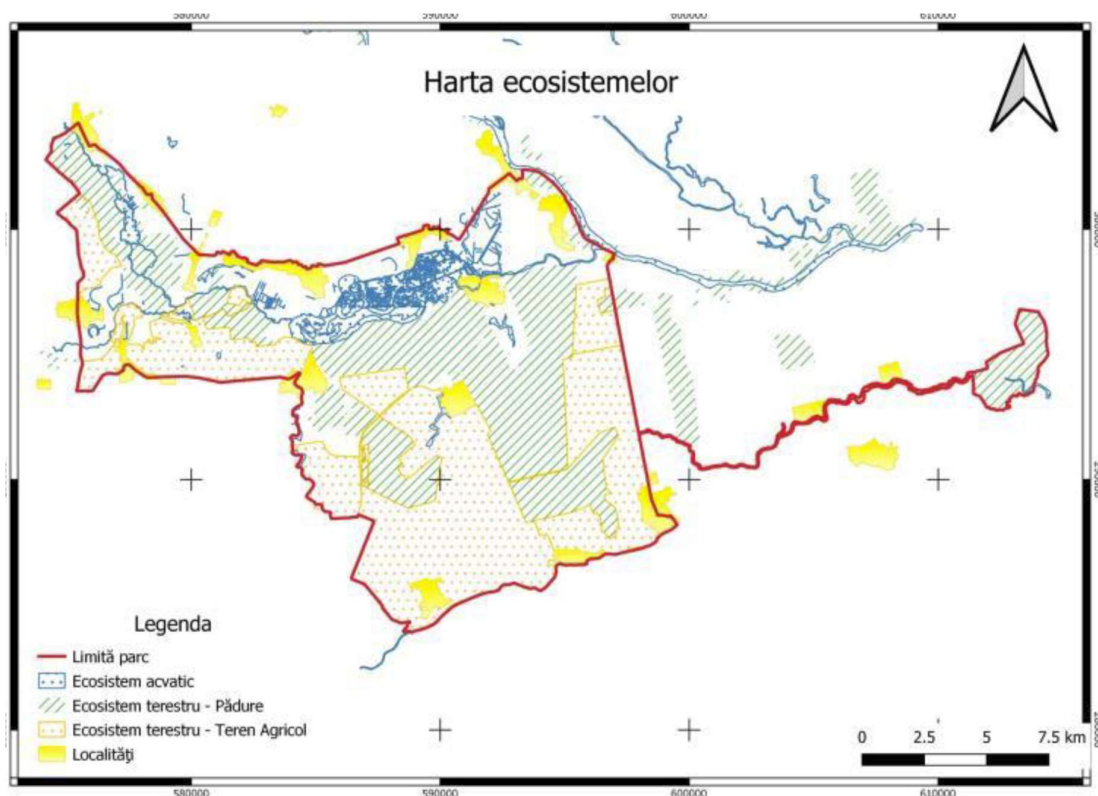 580000 590000 600000 610000
Harta ecosistemelor
Legenda
Limită parc
Ecosistem acvatic
Ecosistem terestru - Pădure
Ecosistem terestru - Teren Agricol
Localități
0 2.5 5 7.5 km
580000 590000 600000 610000